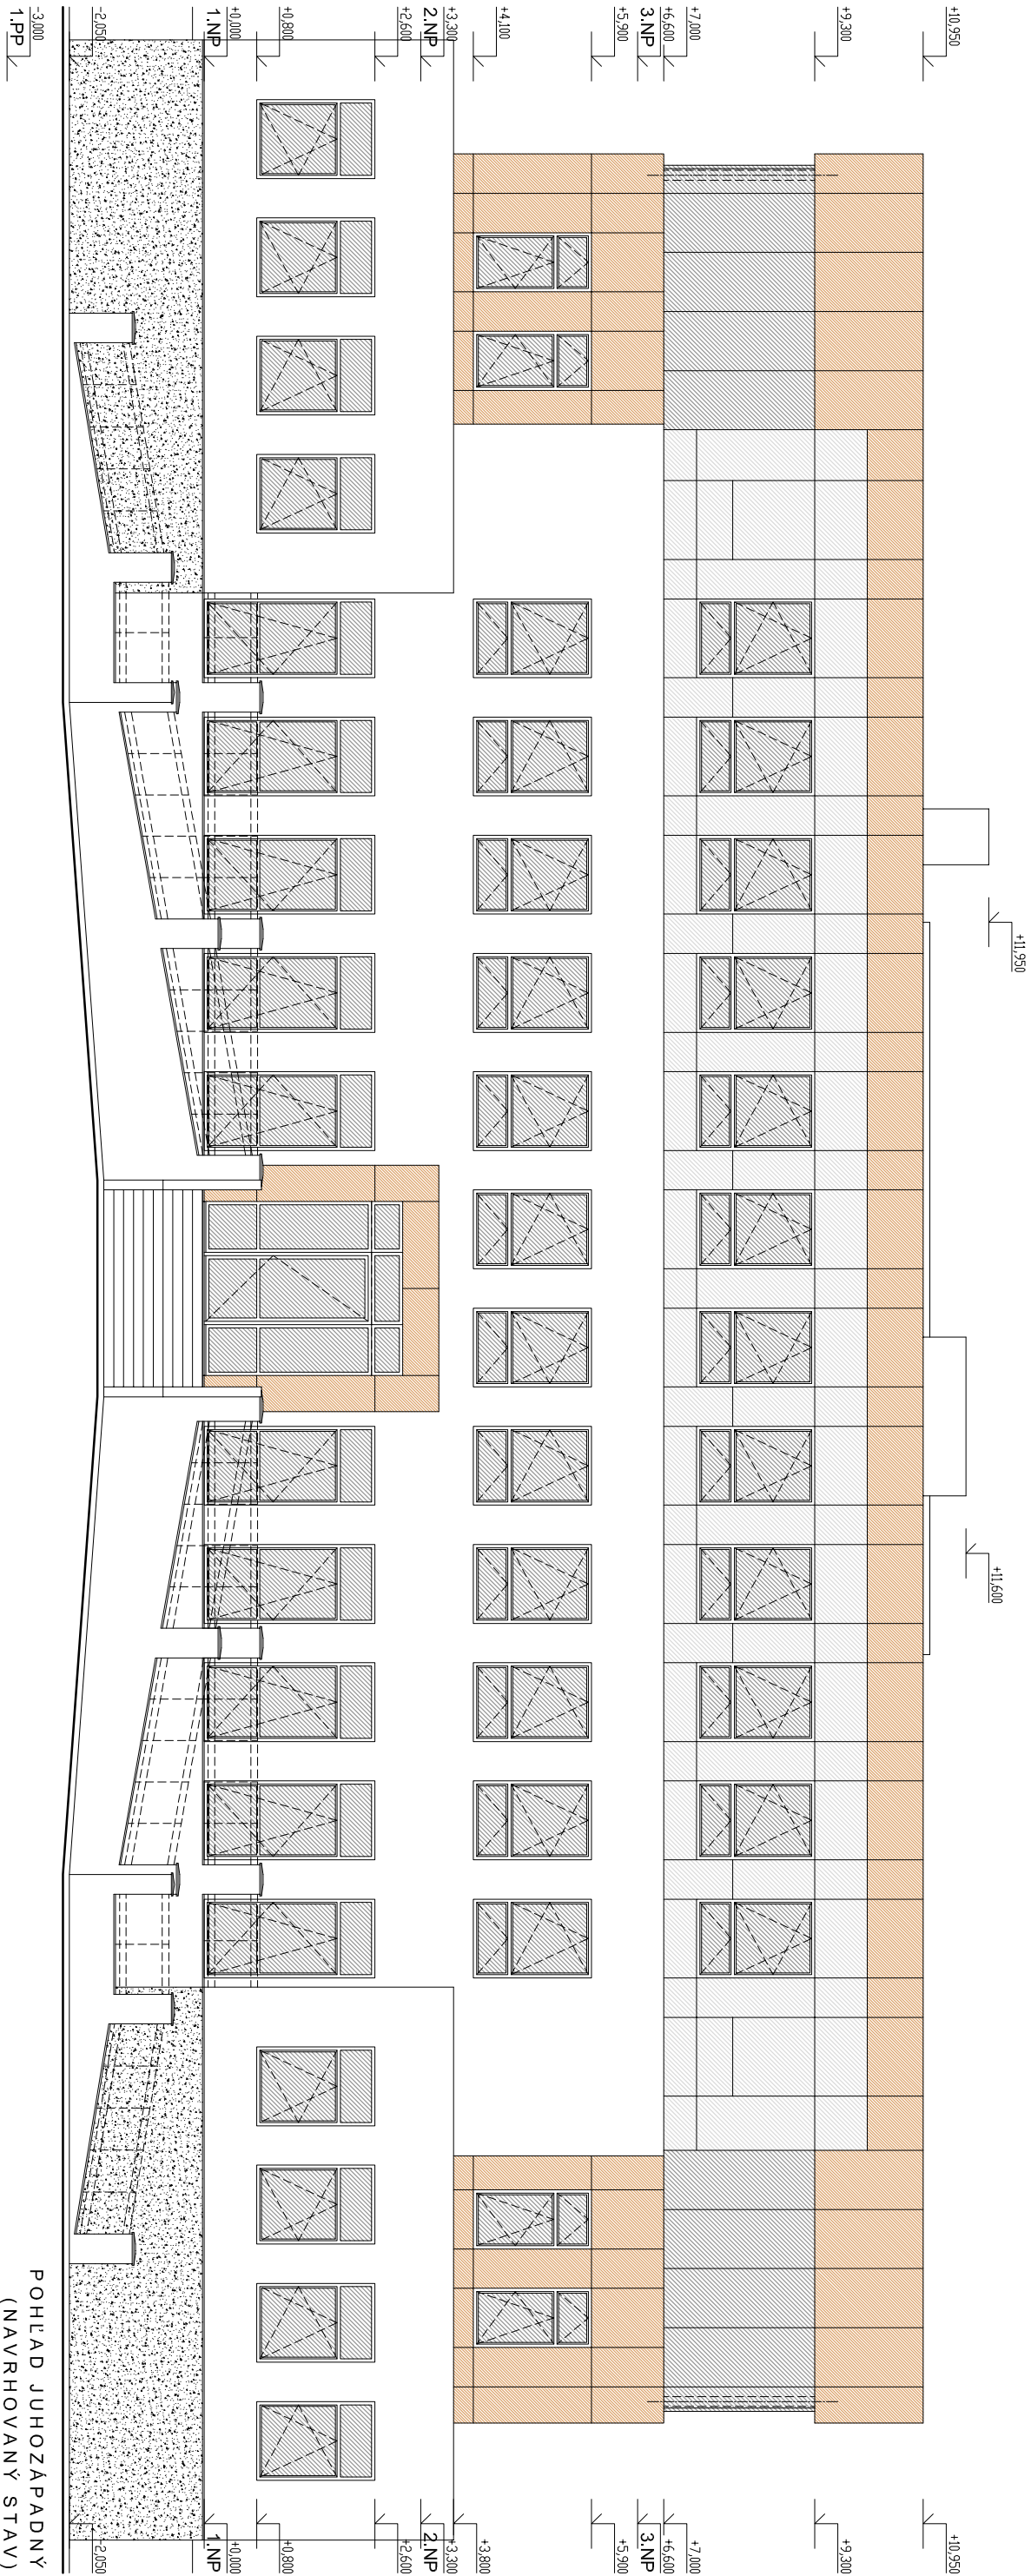 +10,950
+9,300
+7,000
+6,600
3.NP
+5,900
+4,100
+3,300
2.NP
+2,600
+0,800
+0,000
1.NP
-2,050
-3,000
1.PP
+11,950
+11,600
+10,950
+9,300
+7,000
+6,600
3.NP
+5,900
+3,800
+3,300
2.NP
+2,600
+0,800
+0,000
1.NP
-2,050
POHĽAD JUHOZÁPADNÝ
(NAVRHOVANÝ STAV)